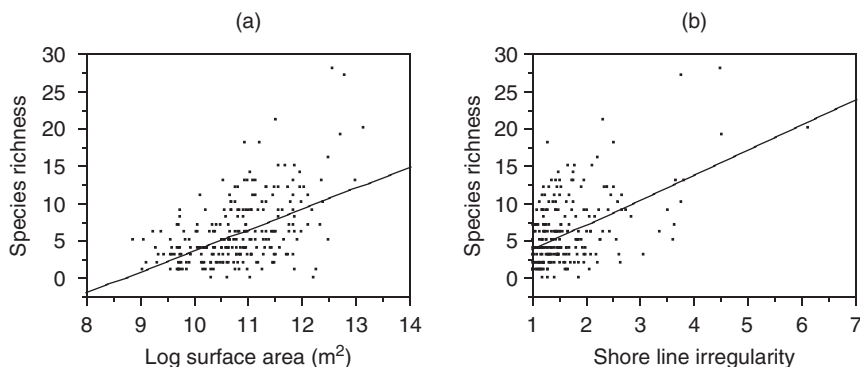 (a)
30
25
20
15
10
5
0
Species richness
8 9 10 11 12 13 14
Log surface area (m²)
(b)
30
25
20
15
10
5
0
Species richness
1 2 3 4 5 6 7
Shore line irregularity